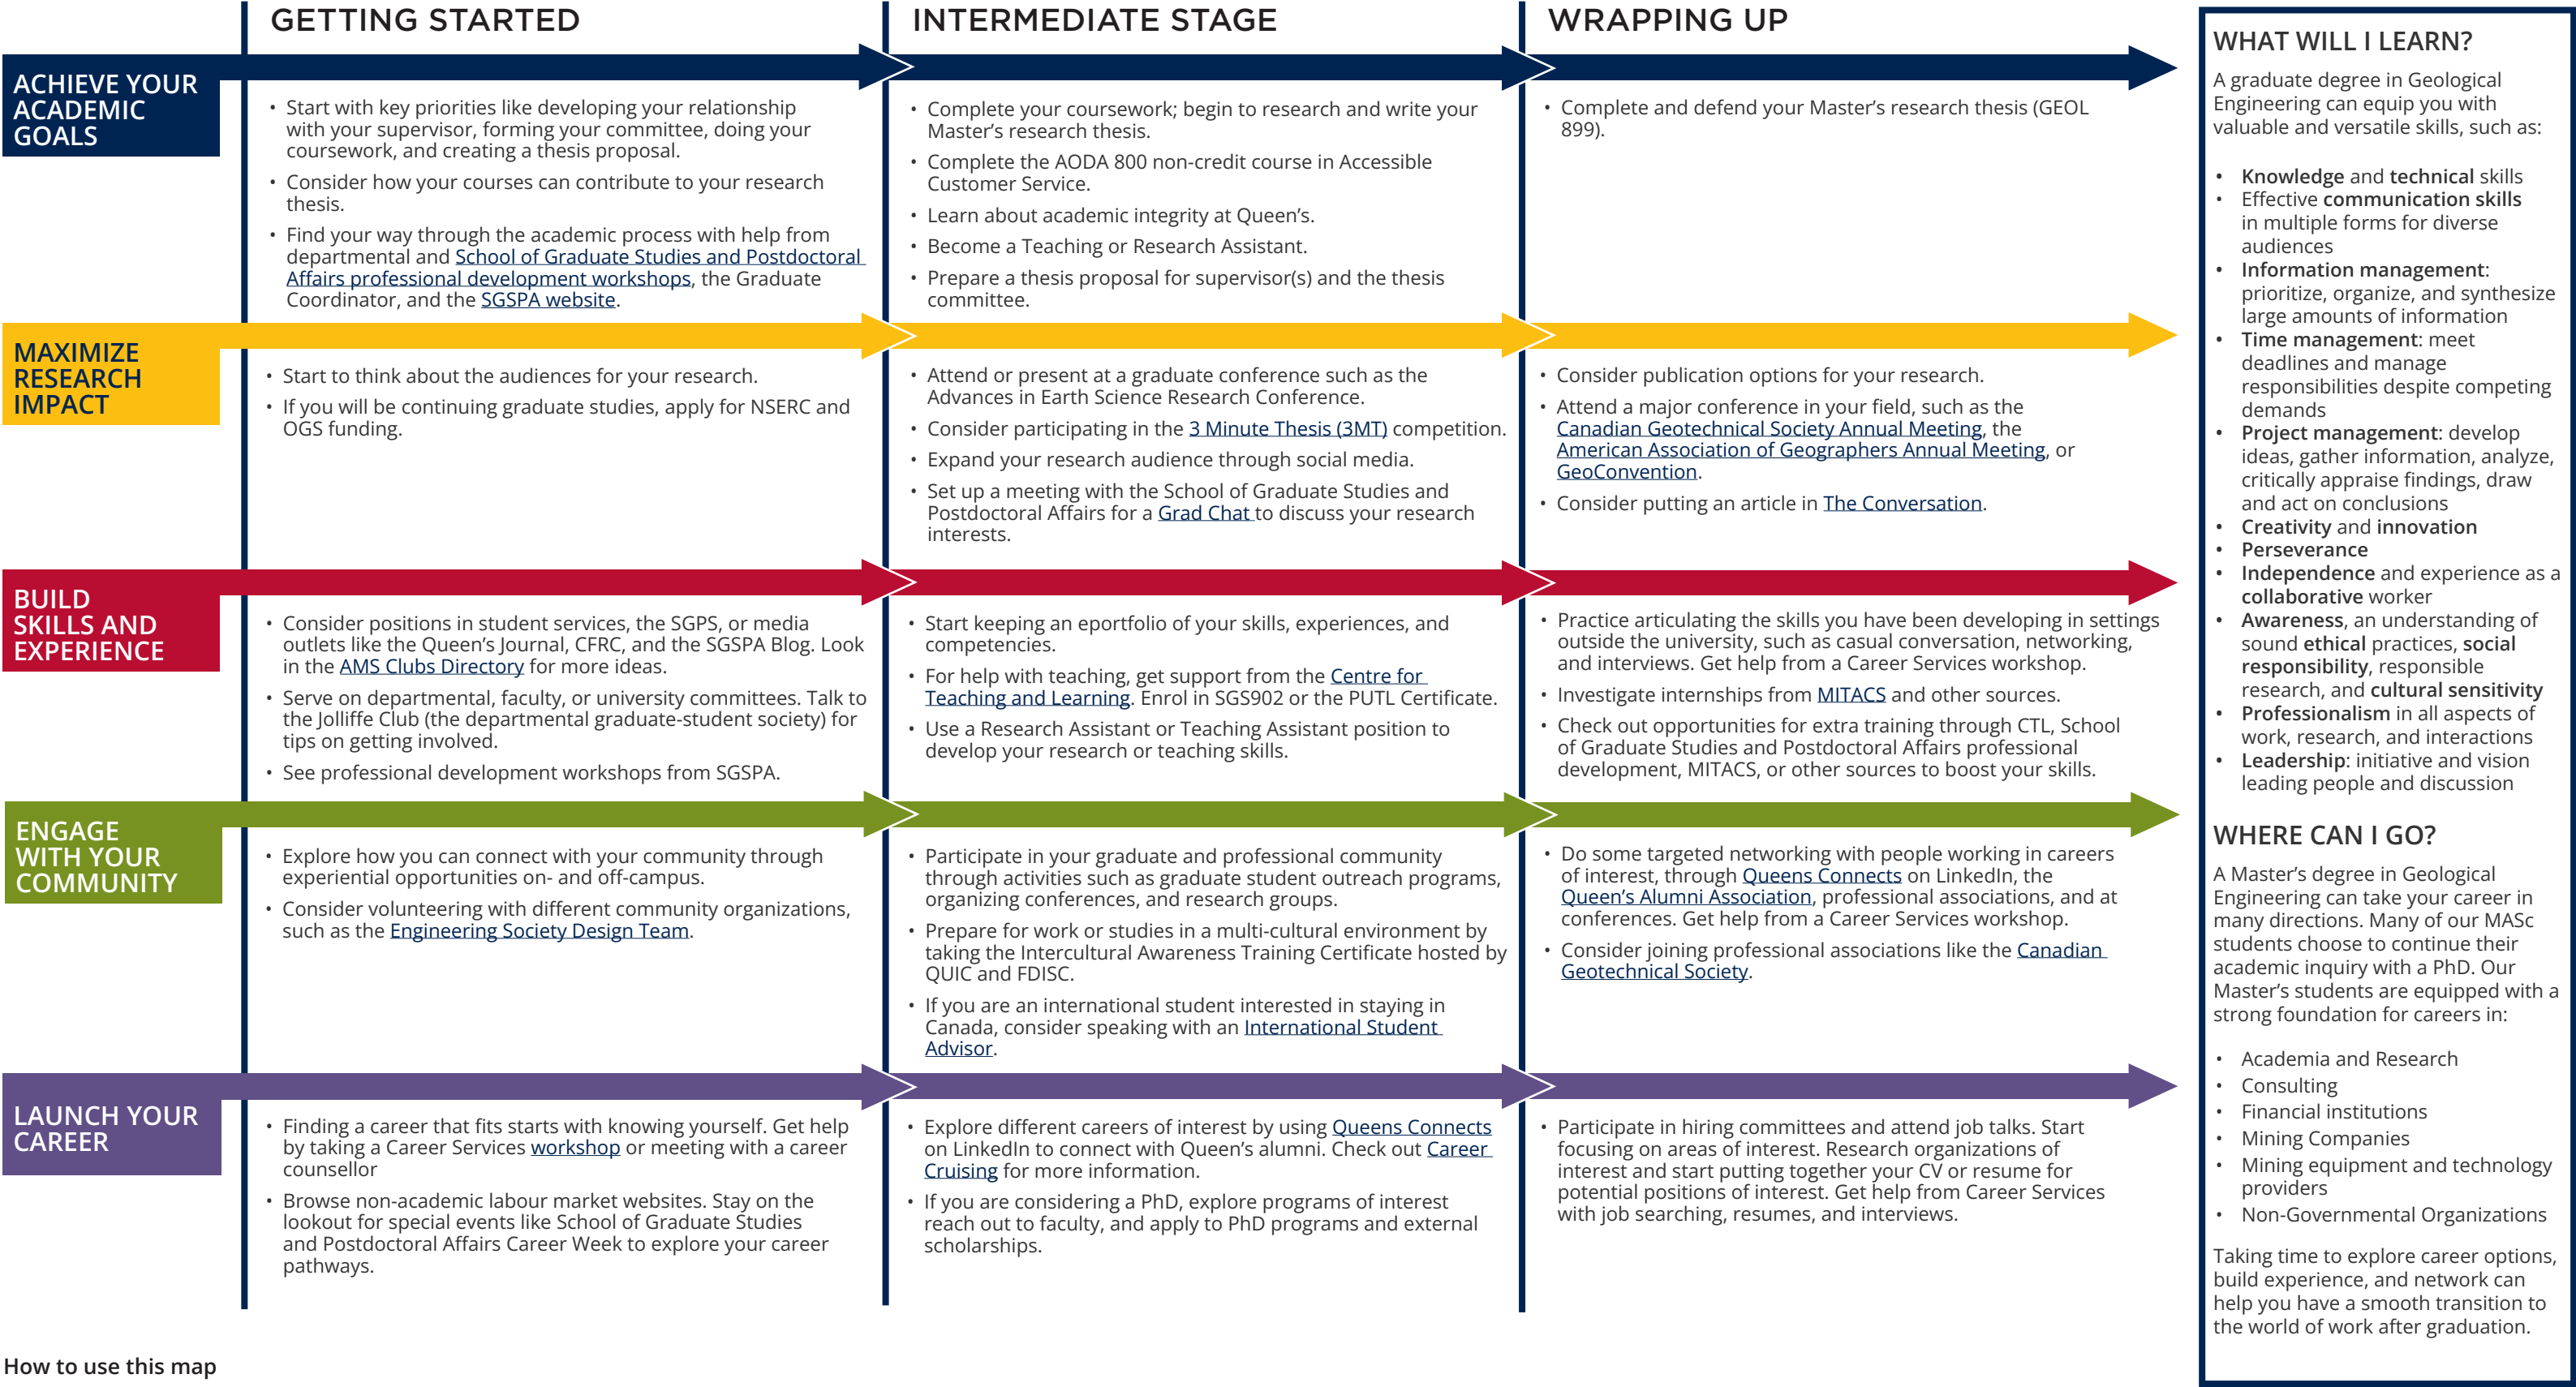 GETTING STARTED
INTERMEDIATE STAGE
WRAPPING UP
ACHIEVE YOUR
ACADEMIC
GOALS
• Start with key priorities like developing your relationship
with your supervisor, forming your committee, doing your
coursework, and creating a thesis proposal.
• Consider how your courses can contribute to your research
thesis.
• Find your way through the academic process with help from
departmental and School of Graduate Studies and Postdoctoral
Affairs professional development workshops, the Graduate
Coordinator, and the SGSPA website.
• Complete your coursework; begin to research and write your
Master’s research thesis.
• Complete the AODA 800 non-credit course in Accessible
Customer Service.
• Learn about academic integrity at Queen’s.
• Become a Teaching or Research Assistant.
• Prepare a thesis proposal for supervisor(s) and the thesis
committee.
• Complete and defend your Master’s research thesis (GEOL
899).
MAXIMIZE
RESEARCH
IMPACT
• Start to think about the audiences for your research.
• If you will be continuing graduate studies, apply for NSERC and
OGS funding.
• Attend or present at a graduate conference such as the
Advances in Earth Science Research Conference.
• Consider participating in the 3 Minute Thesis (3MT) competition.
• Expand your research audience through social media.
• Set up a meeting with the School of Graduate Studies and
Postdoctoral Affairs for a Grad Chat to discuss your research
interests.
• Consider publication options for your research.
• Attend a major conference in your field, such as the
Canadian Geotechnical Society Annual Meeting, the
American Association of Geographers Annual Meeting, or
GeoConvention.
• Consider putting an article in The Conversation.
BUILD
SKILLS AND
EXPERIENCE
• Consider positions in student services, the SGPS, or media
outlets like the Queen’s Journal, CFRC, and the SGSPA Blog. Look
in the AMS Clubs Directory for more ideas.
• Serve on departmental, faculty, or university committees. Talk to
the Jolliffe Club (the departmental graduate-student society) for
tips on getting involved.
• See professional development workshops from SGSPA.
• Start keeping an eportfolio of your skills, experiences, and
competencies.
• For help with teaching, get support from the Centre for
Teaching and Learning. Enrol in SGS902 or the PUTL Certificate.
• Use a Research Assistant or Teaching Assistant position to
develop your research or teaching skills.
• Practice articulating the skills you have been developing in settings
outside the university, such as casual conversation, networking,
and interviews. Get help from a Career Services workshop.
• Investigate internships from MITACS and other sources.
• Check out opportunities for extra training through CTL, School
of Graduate Studies and Postdoctoral Affairs professional
development, MITACS, or other sources to boost your skills.
ENGAGE
WITH YOUR
COMMUNITY
• Explore how you can connect with your community through
experiential opportunities on- and off-campus.
• Consider volunteering with different community organizations,
such as the Engineering Society Design Team.
• Participate in your graduate and professional community
through activities such as graduate student outreach programs,
organizing conferences, and research groups.
• Prepare for work or studies in a multi-cultural environment by
taking the Intercultural Awareness Training Certificate hosted by
QUIC and FDISC.
• If you are an international student interested in staying in
Canada, consider speaking with an International Student
Advisor.
• Do some targeted networking with people working in careers
of interest, through Queens Connects on LinkedIn, the
Queen’s Alumni Association, professional associations, and at
conferences. Get help from a Career Services workshop.
• Consider joining professional associations like the Canadian
Geotechnical Society.
LAUNCH YOUR
CAREER
• Finding a career that fits starts with knowing yourself. Get help
by taking a Career Services workshop or meeting with a career
counsellor
• Browse non-academic labour market websites. Stay on the
lookout for special events like School of Graduate Studies
and Postdoctoral Affairs Career Week to explore your career
pathways.
• Explore different careers of interest by using Queens Connects
on LinkedIn to connect with Queen’s alumni. Check out Career
Cruising for more information.
• If you are considering a PhD, explore programs of interest
reach out to faculty, and apply to PhD programs and external
scholarships.
• Participate in hiring committees and attend job talks. Start
focusing on areas of interest. Research organizations of
interest and start putting together your CV or resume for
potential positions of interest. Get help from Career Services
with job searching, resumes, and interviews.
WHAT WILL I LEARN?
A graduate degree in Geological
Engineering can equip you with
valuable and versatile skills, such as:
• Knowledge and technical skills
• Effective communication skills
in multiple forms for diverse
audiences
• Information management:
prioritize, organize, and synthesize
large amounts of information
• Time management: meet
deadlines and manage
responsibilities despite competing
demands
• Project management: develop
ideas, gather information, analyze,
critically appraise findings, draw
and act on conclusions
• Creativity and innovation
• Perseverance
• Independence and experience as a
collaborative worker
• Awareness, an understanding of
sound ethical practices, social
responsibility, responsible
research, and cultural sensitivity
• Professionalism in all aspects of
work, research, and interactions
• Leadership: initiative and vision
leading people and discussion
WHERE CAN I GO?
A Master’s degree in Geological
Engineering can take your career in
many directions. Many of our MASc
students choose to continue their
academic inquiry with a PhD. Our
Master’s students are equipped with a
strong foundation for careers in:
• Academia and Research
• Consulting
• Financial institutions
• Mining Companies
• Mining equipment and technology
providers
• Non-Governmental Organizations
Taking time to explore career options,
build experience, and network can
help you have a smooth transition to
the world of work after graduation.
How to use this map